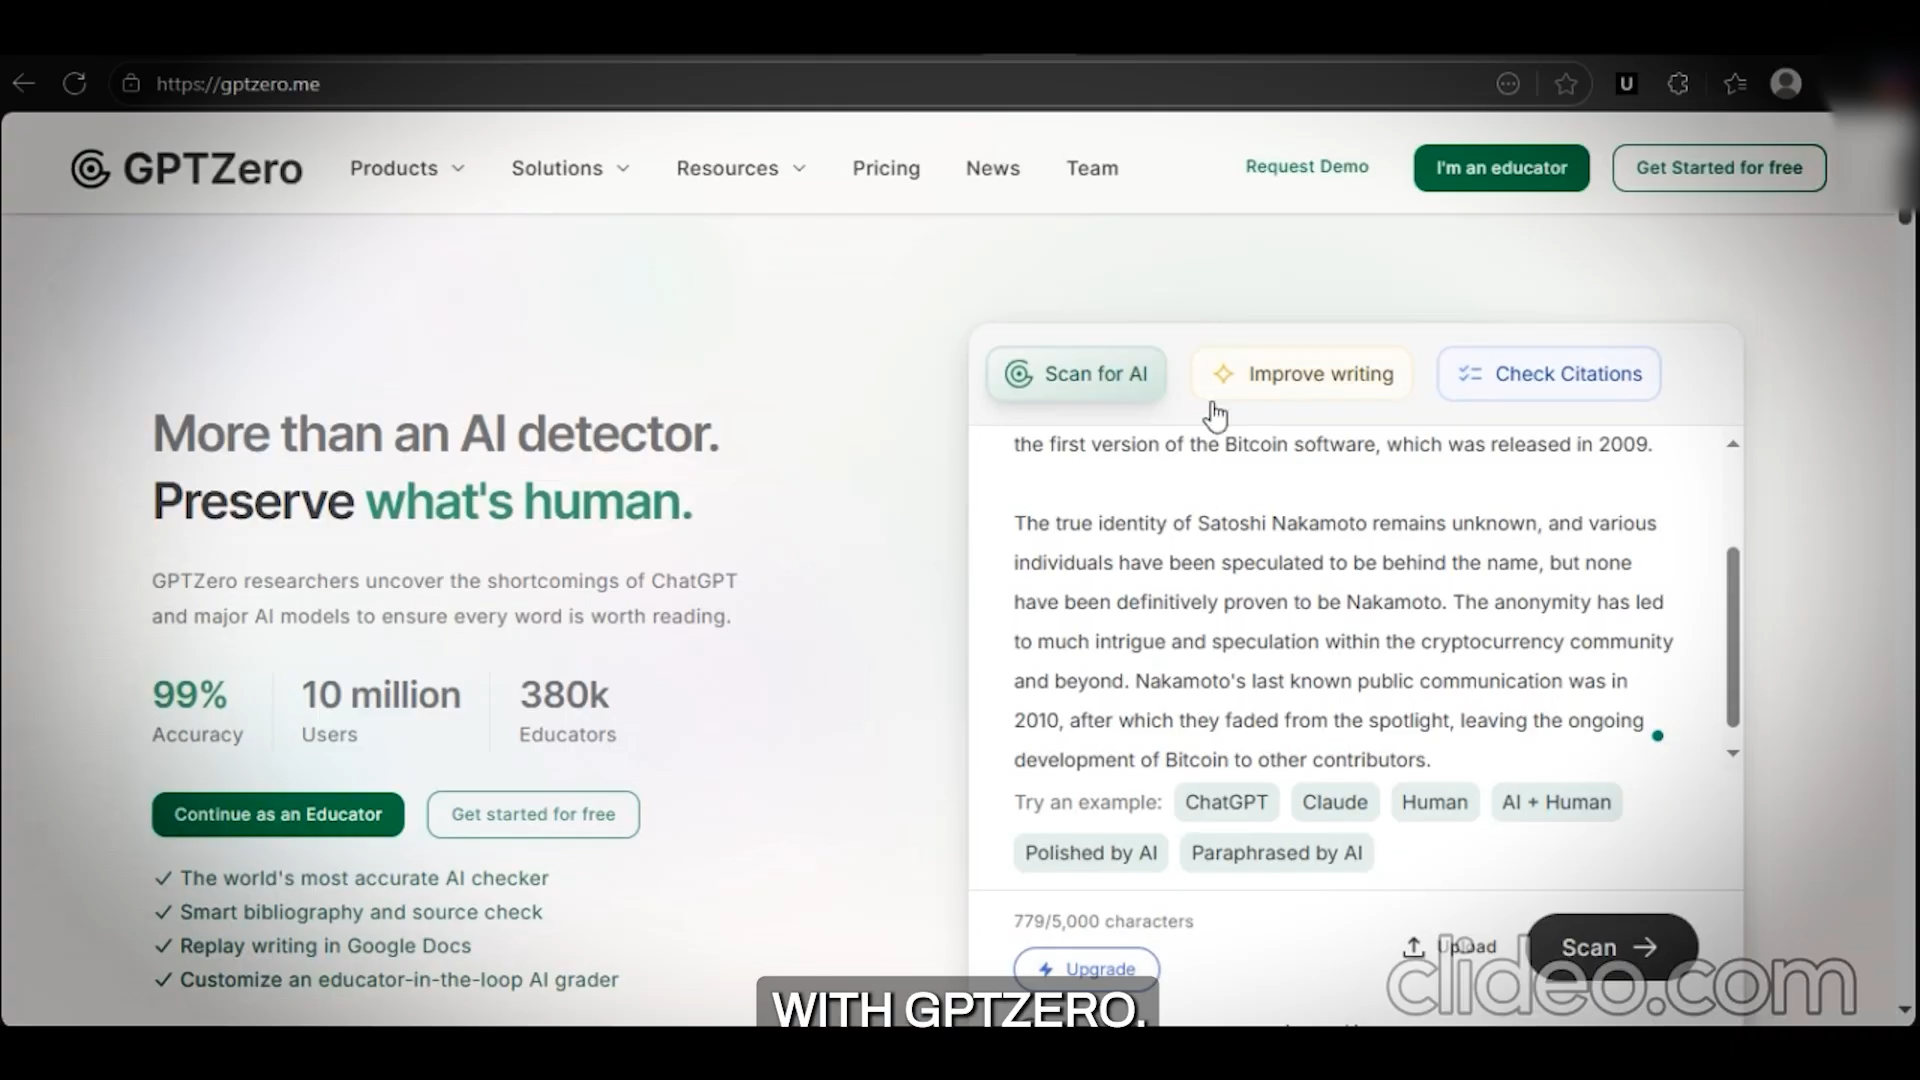 https://gptzero.me
U
GPTZero
Products
Solutions
Resources
Pricing
News
Team
Request Demo
I'm an educator
Get Started for free
More than an AI detector.
Preserve what's human.
GPTZero researchers uncover the shortcomings of ChatGPT
and major AI models to ensure every word is worth reading.
99%
Accuracy
10 million
Users
380k
Educators
Continue as an Educator
Get started for free
✓ The world's most accurate AI checker
✓ Smart bibliography and source check
✓ Replay writing in Google Docs
✓ Customize an educator-in-the-loop AI grader
Scan for AI
Improve writing
Check Citations
the first version of the Bitcoin software, which was released in 2009.
The true identity of Satoshi Nakamoto remains unknown, and various
individuals have been speculated to be behind the name, but none
have been definitively proven to be Nakamoto. The anonymity has led
to much intrigue and speculation within the cryptocurrency community
and beyond. Nakamoto's last known public communication was in
2010, after which they faded from the spotlight, leaving the ongoing
development of Bitcoin to other contributors.
Try an example: ChatGPT Claude Human AI + Human
Polished by AI Paraphrased by AI
779/5,000 characters
Upgrade
Upload
Scan →
clideo.com
WITH GPTZERO.